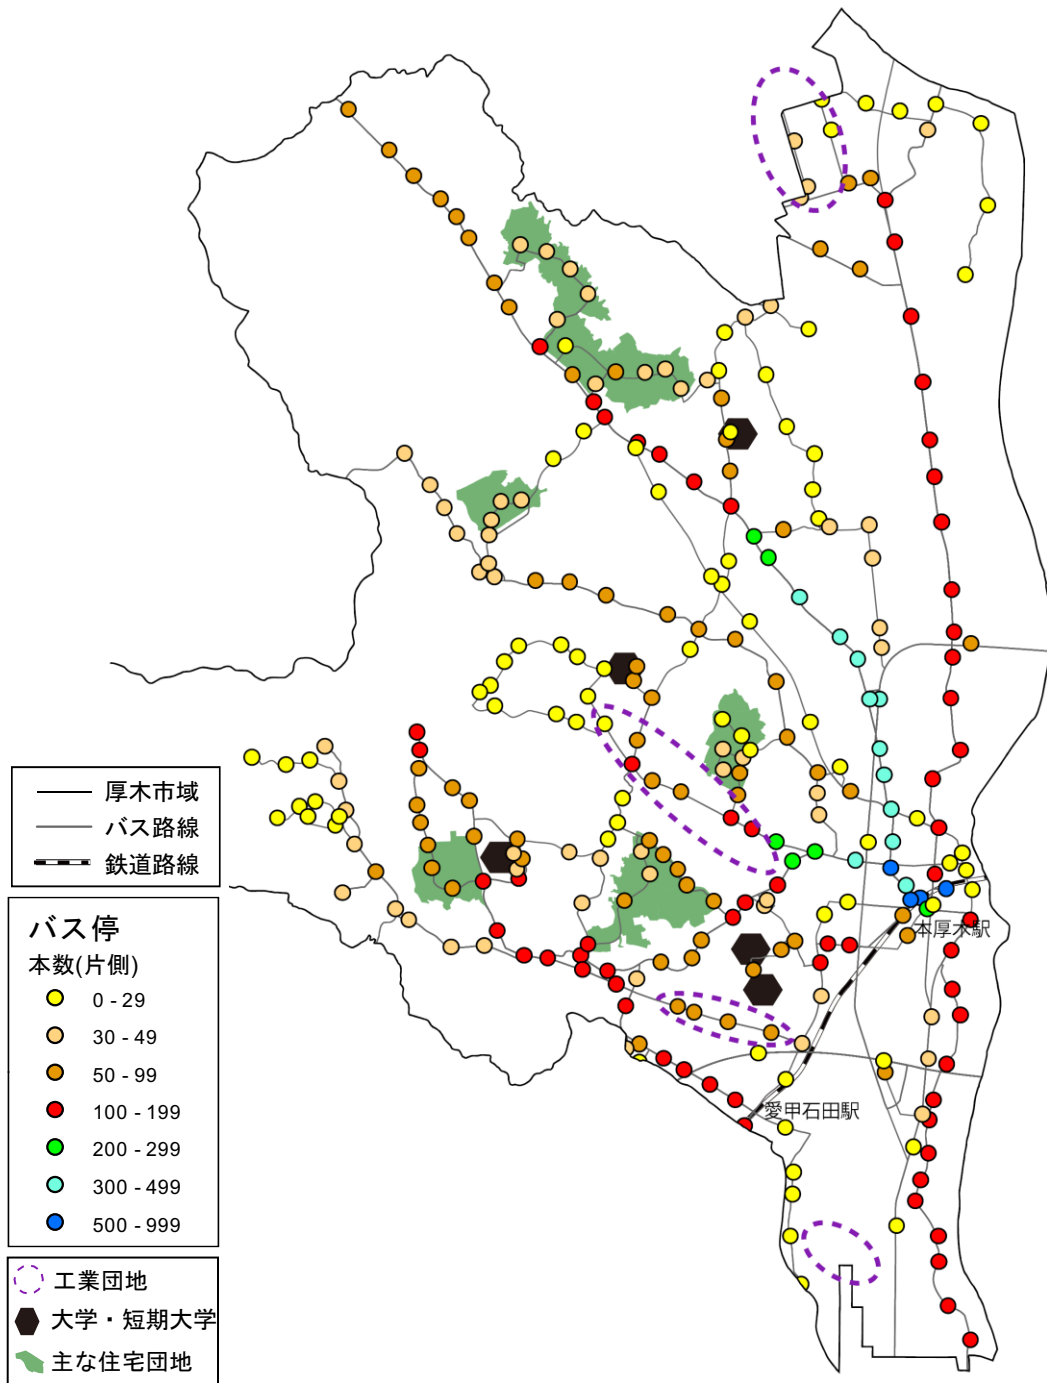 本厚木駅
愛甲石田駅
厚木市域
バス路線
鉄道路線
バス停
本数(片側)
0 - 29
30 - 49
50 - 99
100 - 199
200 - 299
300 - 499
500 - 999
工業団地
大学・短期大学
主な住宅団地